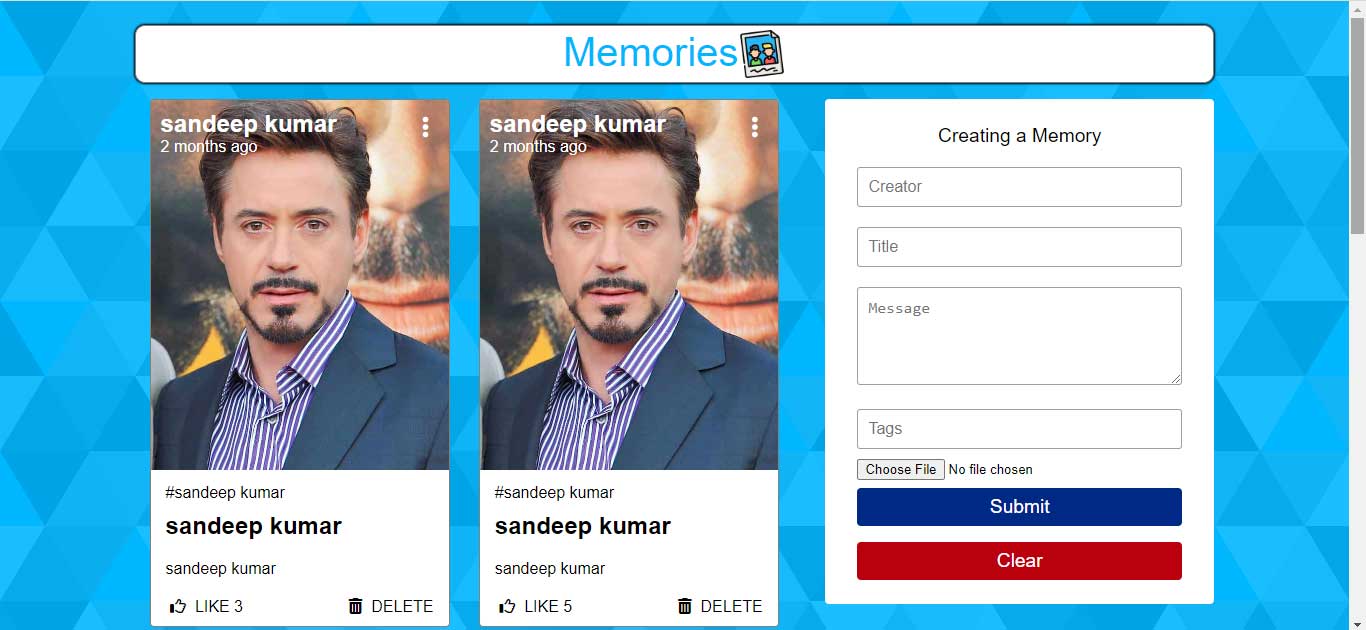 Memories
sandeep kumar
2 months ago
#sandeep kumar
sandeep kumar
sandeep kumar
LIKE 3 DELETE
sandeep kumar
2 months ago
#sandeep kumar
sandeep kumar
sandeep kumar
LIKE 5 DELETE
Creating a Memory
Creator
Title
Message
Tags
Choose File No file chosen
Submit
Clear